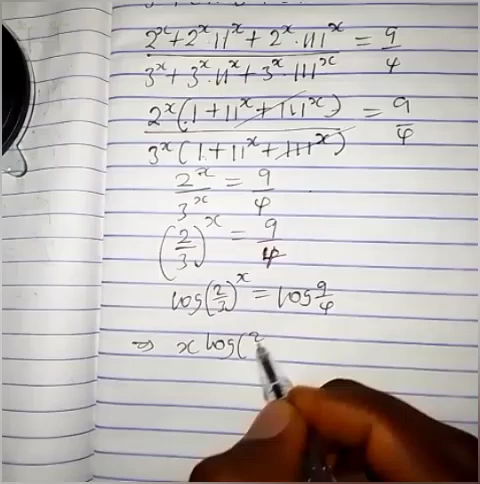 2^x + 2^x · 11^x + 2^x · 111^x / 3^x + 3^x · 11^x + 3^x · 111^x = 9/4
2^x (1 + 11^x + 111^x) / 3^x (1 + 11^x + 111^x) = 9/4
2^x / 3^x = 9/4
(2/3)^x = 9/4
log(2/3)^x = log 9/4
⇒ x log(2